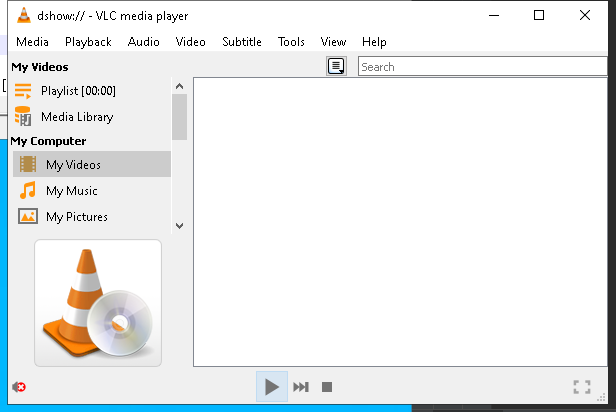 dshow:// - VLC media player
Media Playback Audio Video Subtitle Tools View Help
My Videos
Search
Playlist [00:00]
Media Library
My Computer
My Videos
My Music
My Pictures